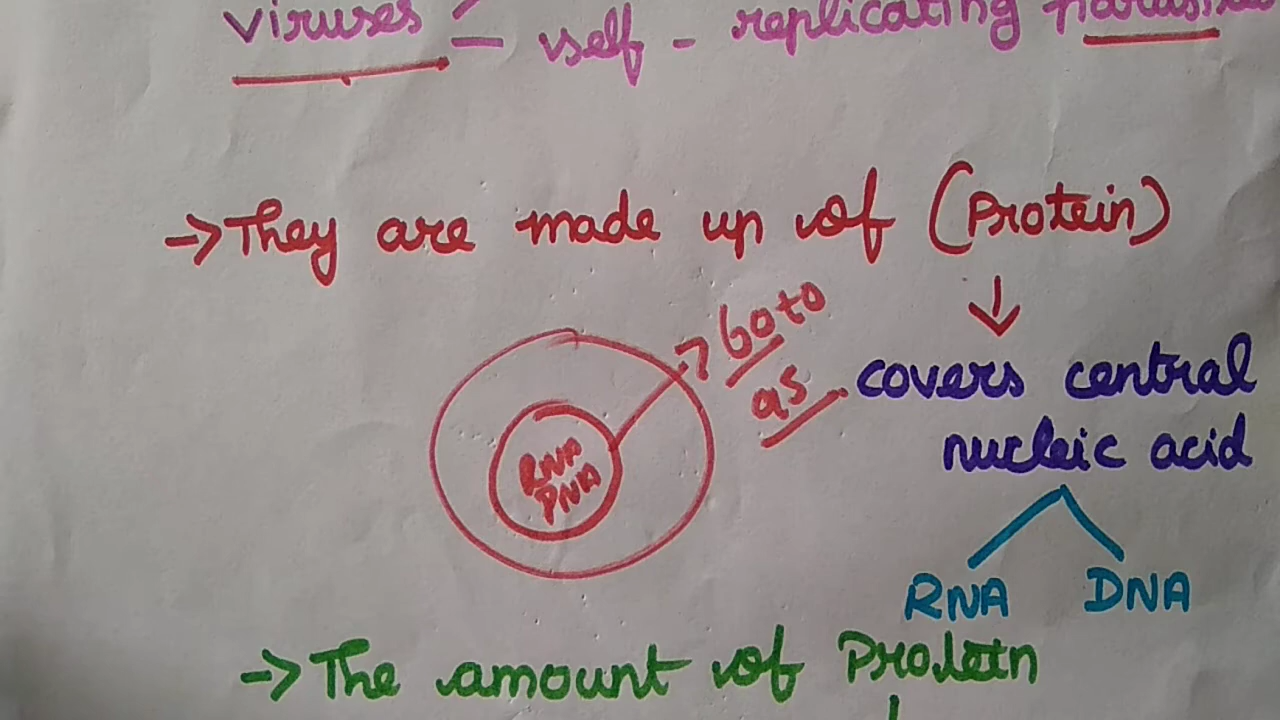 viruses = self - replicating parasites
→ They are made up of (Protein)
↓
60 to
95
covers central
nucleic acid
RNA
DNA
RNA DNA
→ The amount of Protein